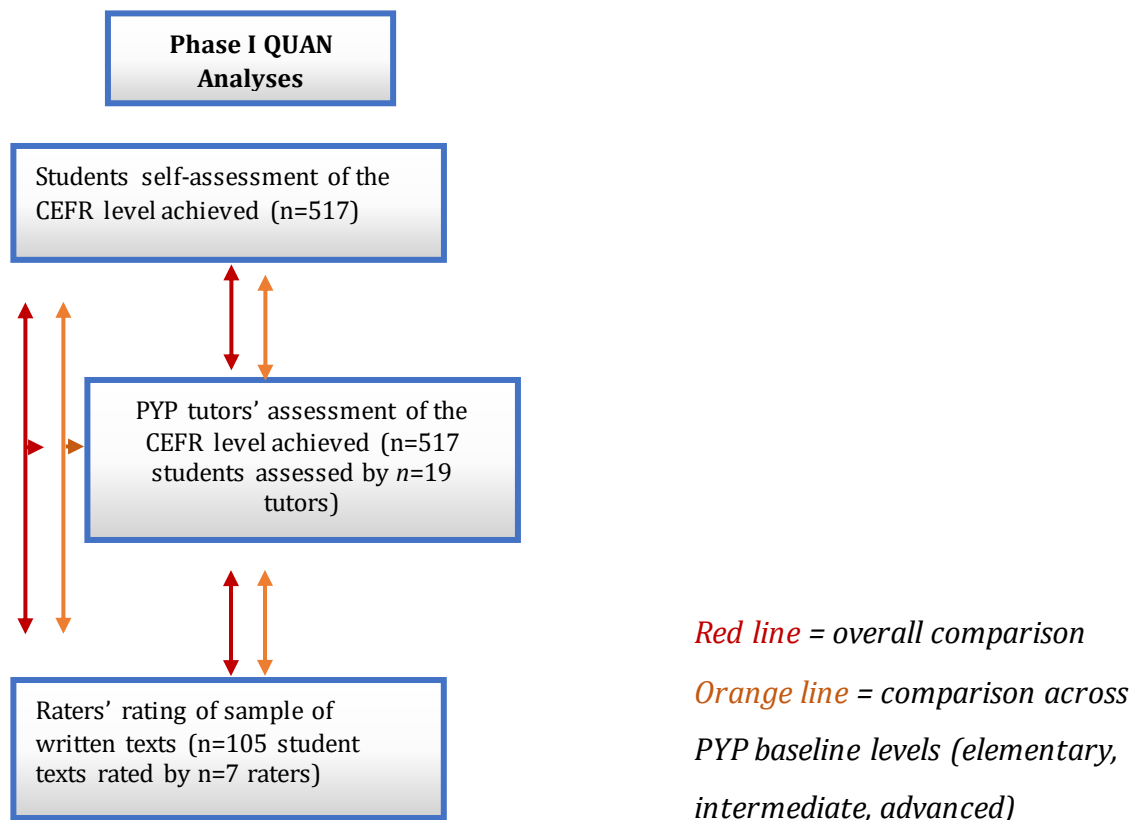 Phase I QUAN
Analyses
Students self-assessment of the
CEFR level achieved (n=517)
PYP tutors’ assessment of the
CEFR level achieved (n=517
students assessed by n=19
tutors)
Raters’ rating of sample of
written texts (n=105 student
texts rated by n=7 raters)
Red line = overall comparison
Orange line = comparison across
PYP baseline levels (elementary,
intermediate, advanced)